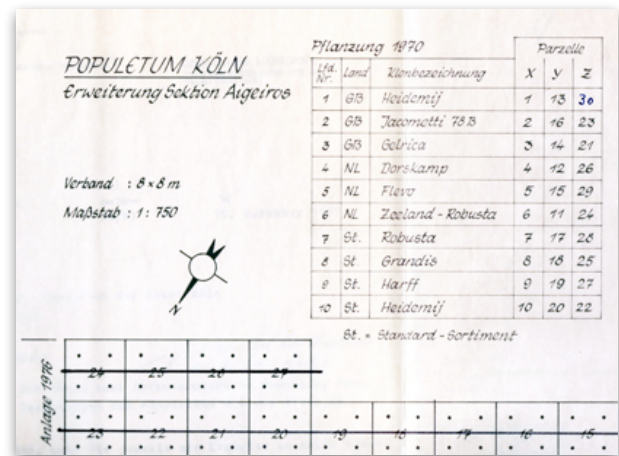 POPULETUM KÖLN
Erweiterung Sektion Aigeiros
Verband : 8 × 8 m
Maßstab : 1 : 750
N
Pflanzung 1970
Parzelle
Lfd. Nr. Land Klonbezeichnung X Y Z
1 GB Heidemij 1 13 30
2 GB Jacometti 78 B 2 16 23
3 GB Gelrica 3 14 21
4 NL Dorskamp 4 12 26
5 NL Flevo 5 15 29
6 NL Zeeland - Robusta 6 11 24
7 St. Robusta 7 17 28
8 St. Grandis 8 18 25
9 St. Harff 9 19 27
10 St. Heidemij 10 20 22
St. = Standard - Sortiment
Anlage 1976
24 25 26 27
23 22 21 20 19 18 17 16 15